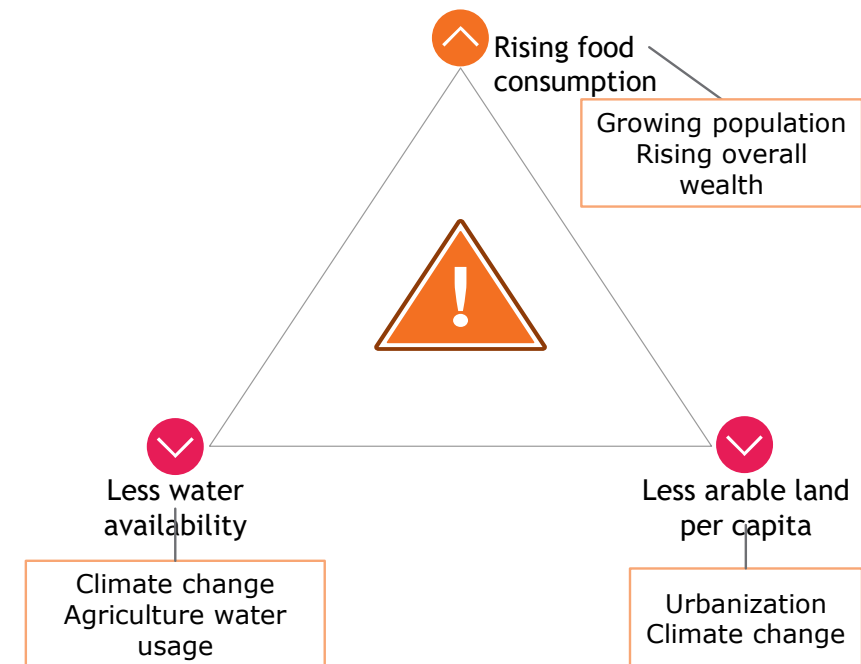 Rising food
consumption
Growing population
Rising overall
wealth
Less water
availability
Climate change
Agriculture water
usage
Less arable land
per capita
Urbanization
Climate change